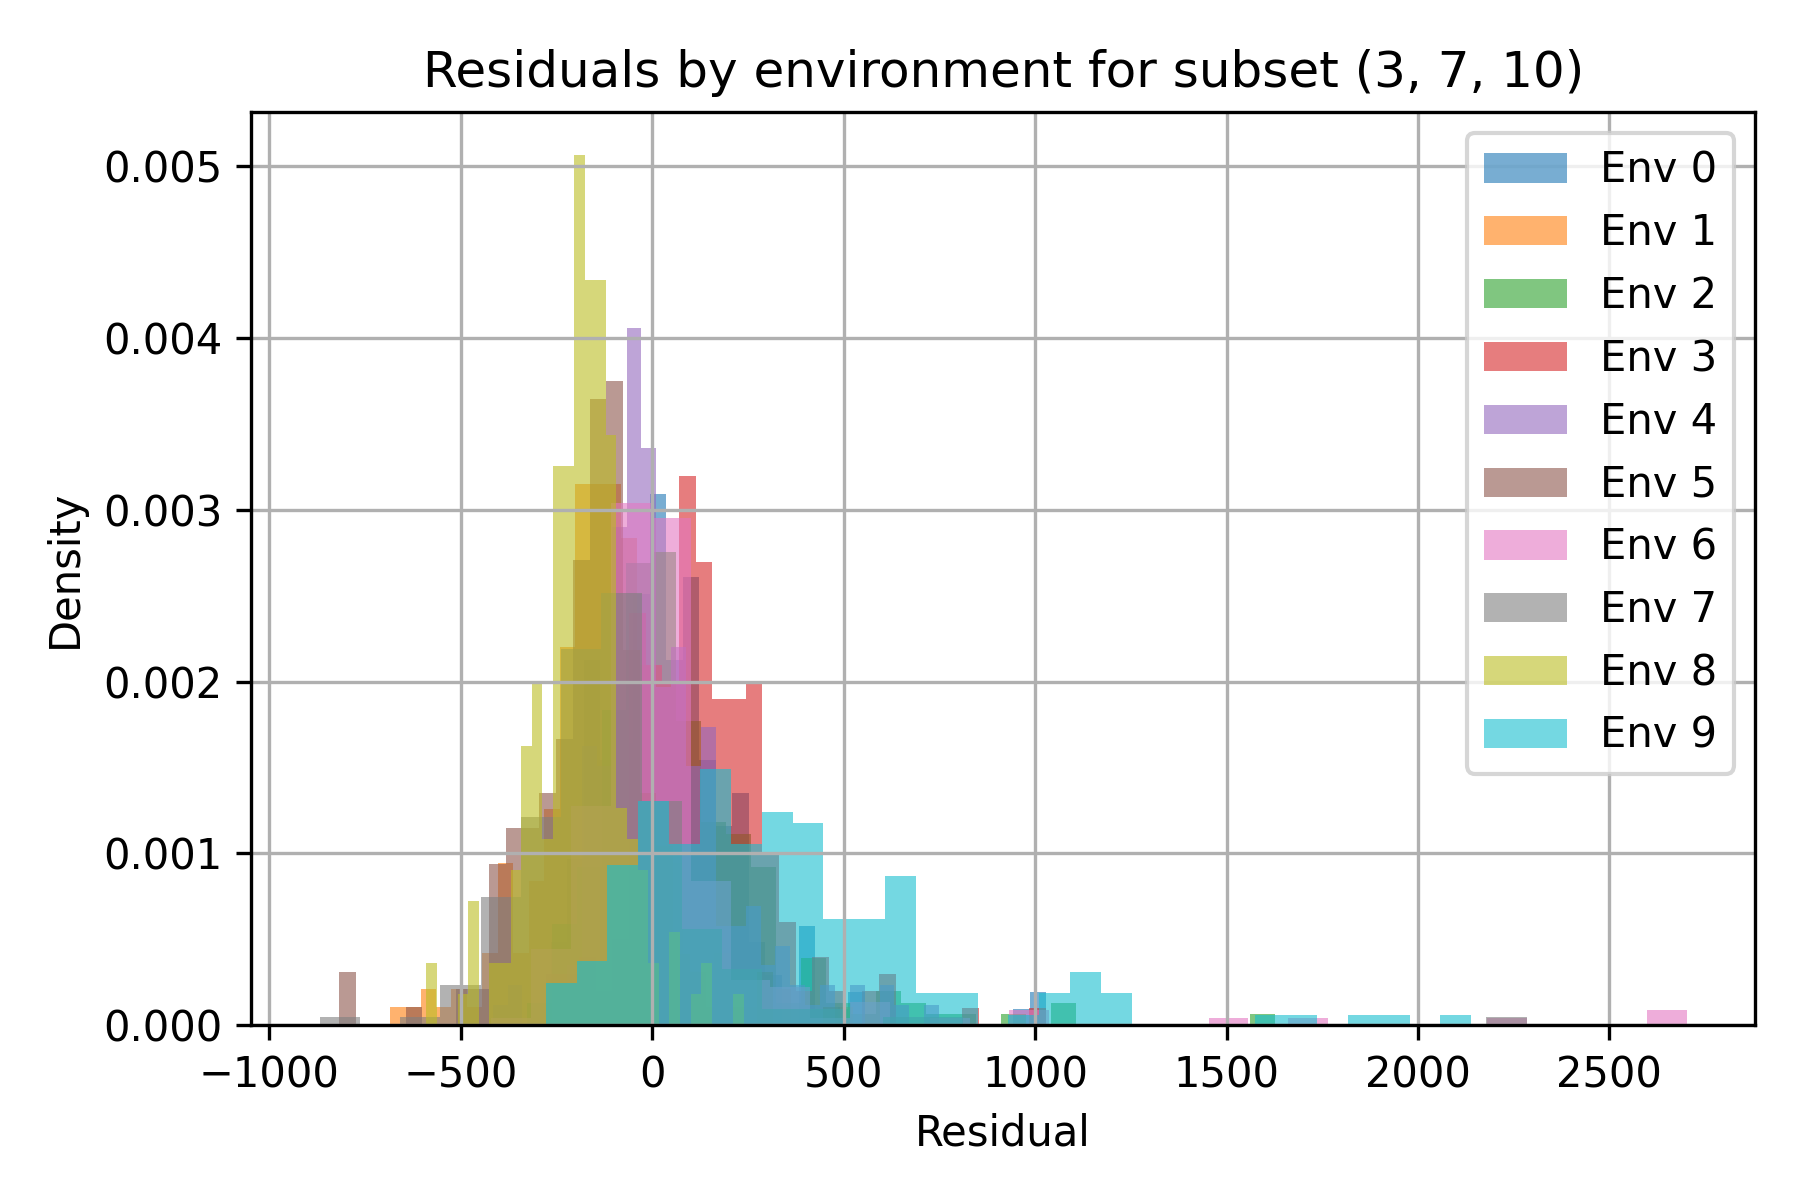 Residuals by environment for subset (3, 7, 10)
Density
0.005
0.004
0.003
0.002
0.001
0.000
−1000 −500 0 500 1000 1500 2000 2500
Residual
Env 0
Env 1
Env 2
Env 3
Env 4
Env 5
Env 6
Env 7
Env 8
Env 9